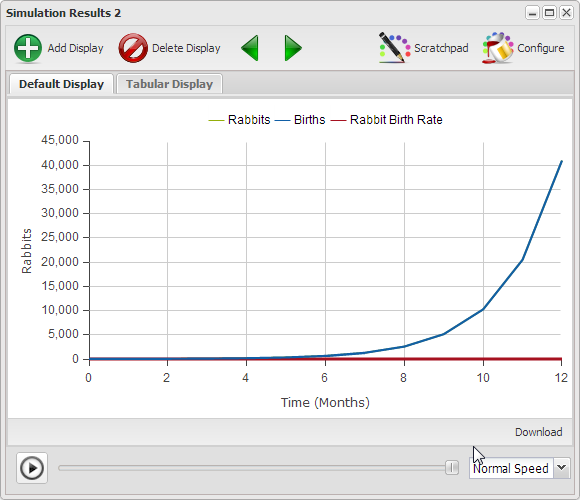 Simulation Results 2
Add Display Delete Display Scratchpad Configure
Default Display Tabular Display
Rabbits Births Rabbit Birth Rate
45,000
40,000
35,000
30,000
25,000
20,000
15,000
10,000
5,000
0
Rabbits
0 2 4 6 8 10 12
Time (Months)
Download
Normal Speed